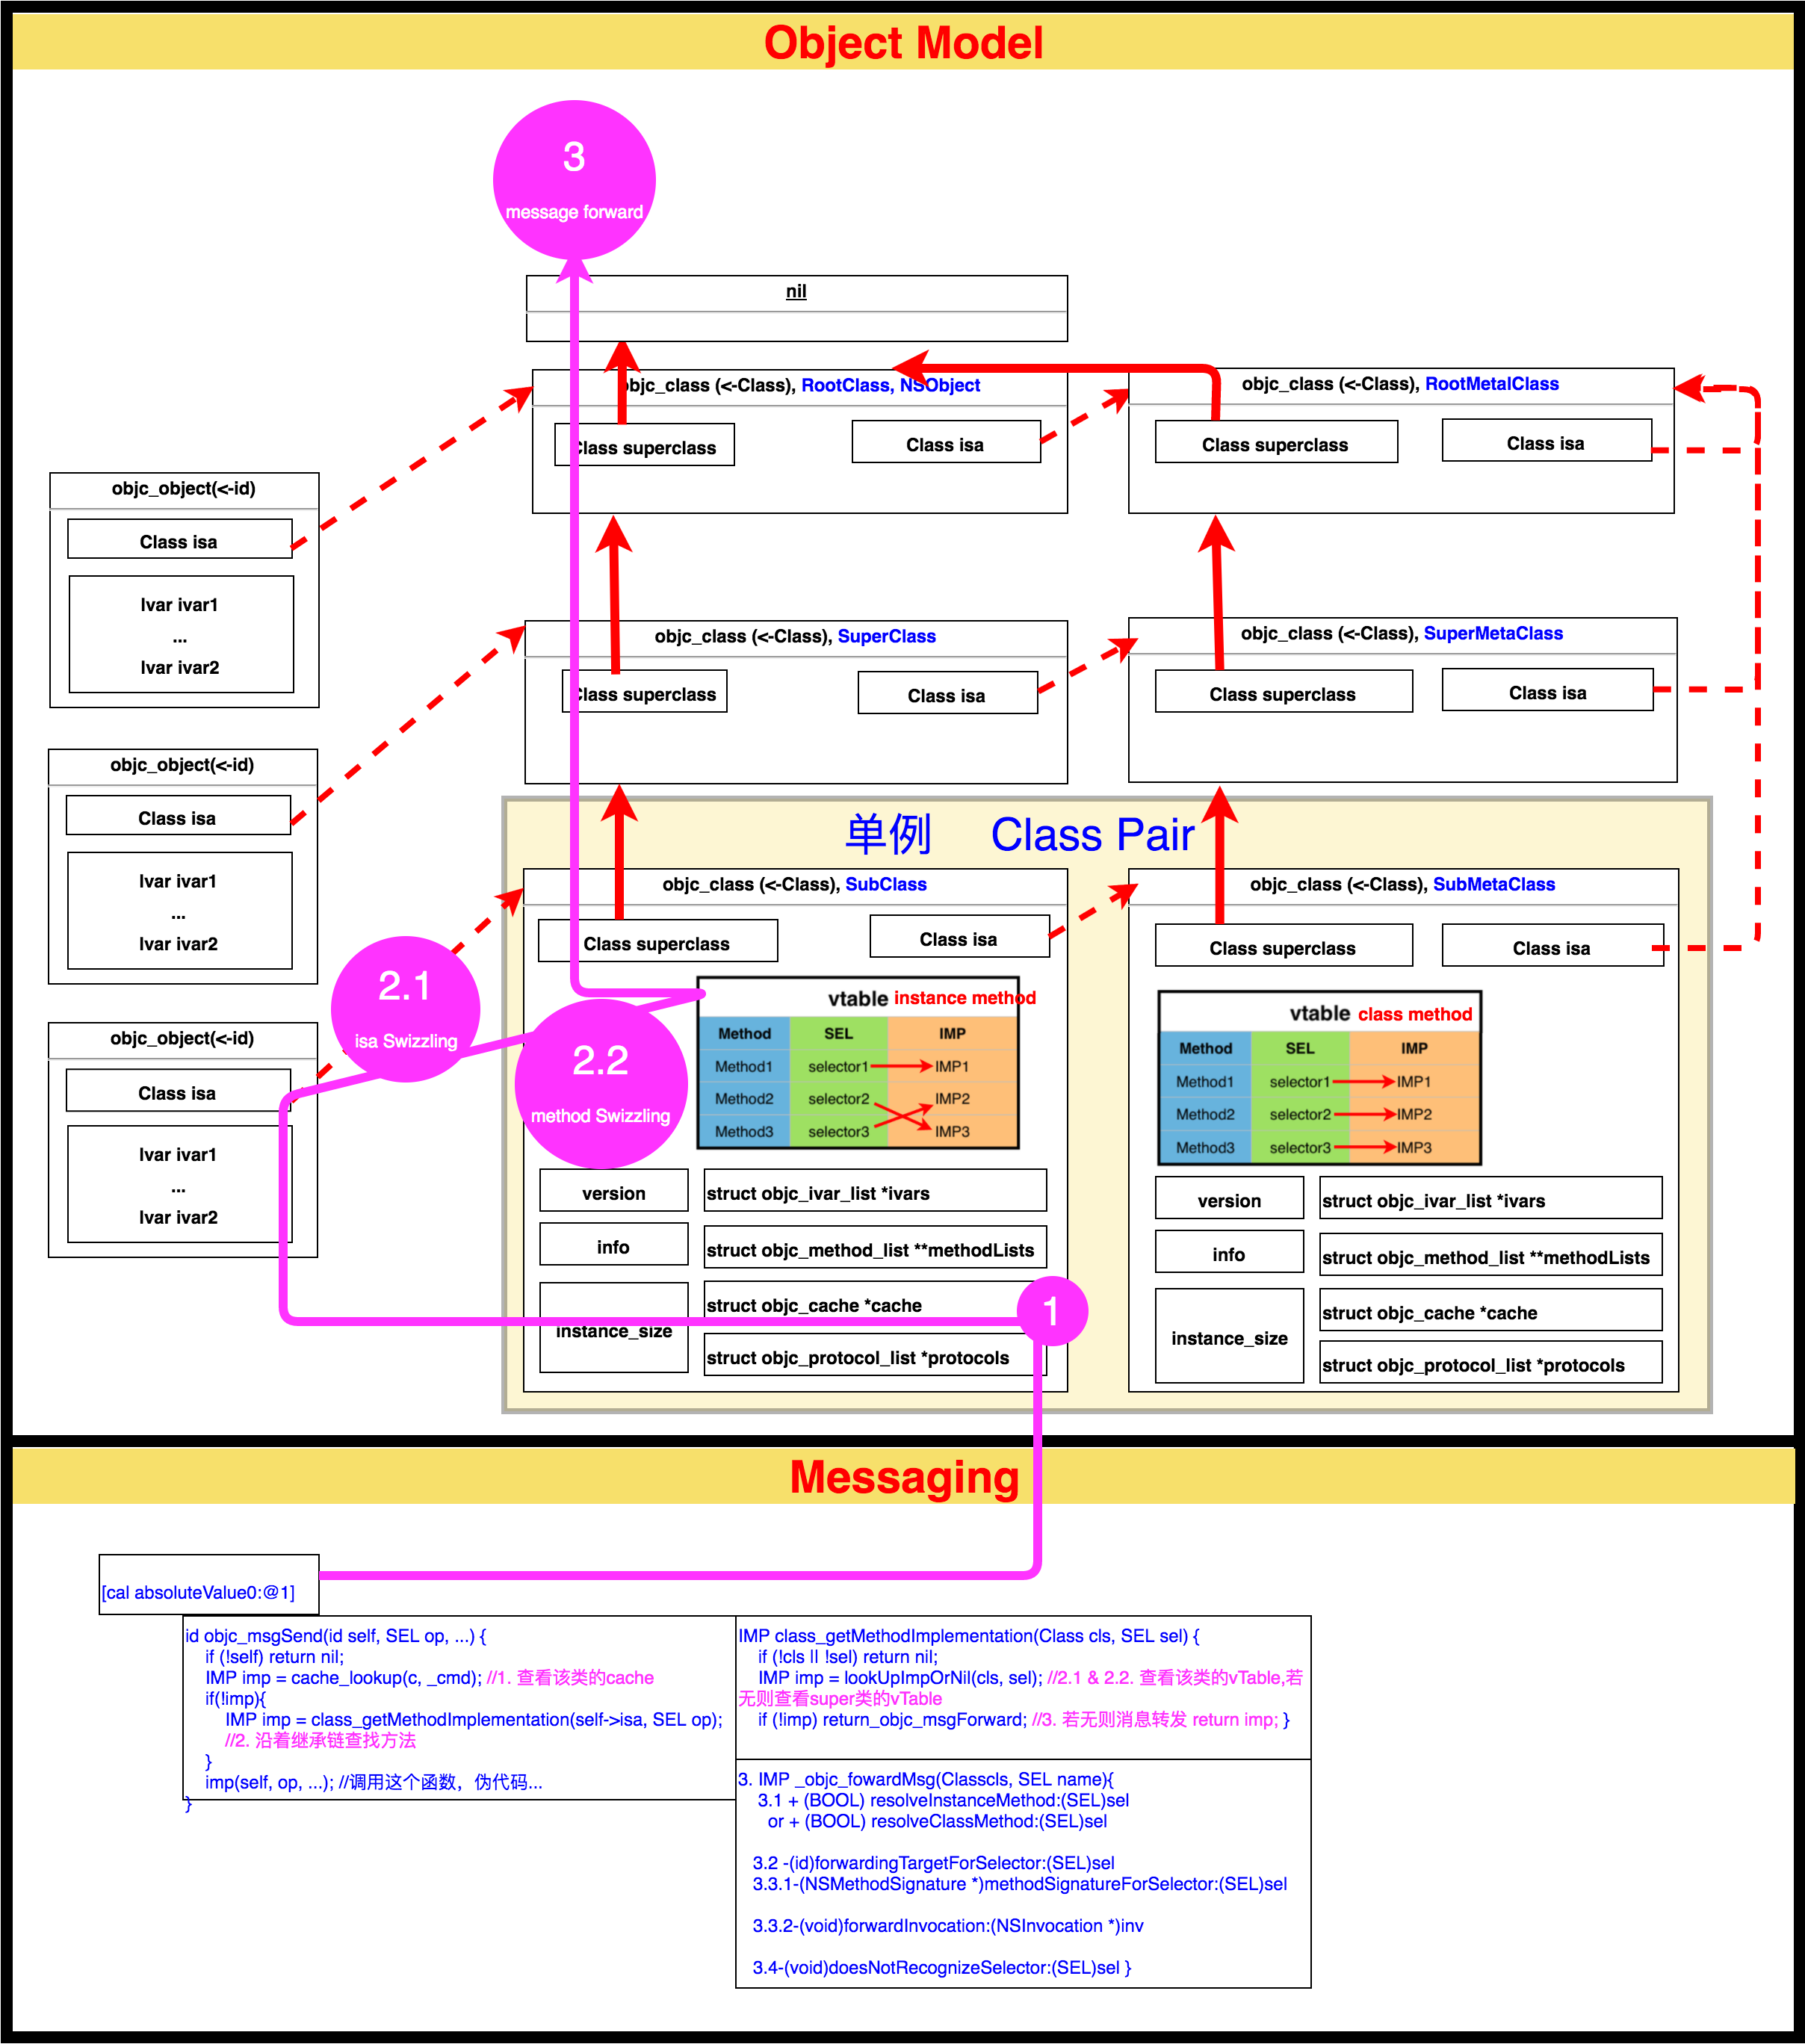 Object Model
3
message forward
nil
objc_class (<-Class), RootClass, NSObject
Class superclass
Class isa
objc_class (<-Class), RootMetalClass
Class superclass
Class isa
objc_object(<-id)
Class isa
Ivar ivar1
...
Ivar ivar2
objc_class (<-Class), SuperClass
Class superclass
Class isa
objc_class (<-Class), SuperMetaClass
Class superclass
Class isa
objc_object(<-id)
Class isa
Ivar ivar1
...
Ivar ivar2
单例 Class Pair
objc_class (<-Class), SubClass
Class superclass
Class isa
objc_class (<-Class), SubMetaClass
Class superclass
Class isa
2.1
isa Swizzling
2.2
method Swizzling
objc_object(<-id)
Class isa
Ivar ivar1
...
Ivar ivar2
vtable instance method
Method SEL IMP
Method1 selector1 IMP1
Method2 selector2 IMP2
Method3 selector3 IMP3
vtable class method
Method SEL IMP
Method1 selector1 IMP1
Method2 selector2 IMP2
Method3 selector3 IMP3
version
struct objc_ivar_list *ivars
info
struct objc_method_list **methodLists
instance_size
struct objc_cache *cache
struct objc_protocol_list *protocols
1
version
struct objc_ivar_list *ivars
info
struct objc_method_list **methodLists
instance_size
struct objc_cache *cache
struct objc_protocol_list *protocols
Messaging
[cal absoluteValue0:@1]
id objc_msgSend(id self, SEL op, ...) {
if (!self) return nil;
IMP imp = cache_lookup(c, _cmd); //1. 查看该类的cache
if(!imp){
IMP imp = class_getMethodImplementation(self->isa, SEL op);
//2. 沿着继承链查找方法
}
imp(self, op, ...); //调用这个函数，伪代码...
}
IMP class_getMethodImplementation(Class cls, SEL sel) {
if (!cls || !sel) return nil;
IMP imp = lookUpImpOrNil(cls, sel); //2.1 & 2.2. 查看该类的vTable,若
无则查看super类的vTable
if (!imp) return_objc_msgForward; //3. 若无则消息转发 return imp; }
3. IMP _objc_fowardMsg(Classcls, SEL name){
3.1 + (BOOL) resolveInstanceMethod:(SEL)sel
or + (BOOL) resolveClassMethod:(SEL)sel
3.2 -(id)forwardingTargetForSelector:(SEL)sel
3.3.1-(NSMethodSignature *)methodSignatureForSelector:(SEL)sel
3.3.2-(void)forwardInvocation:(NSInvocation *)inv
3.4-(void)doesNotRecognizeSelector:(SEL)sel }